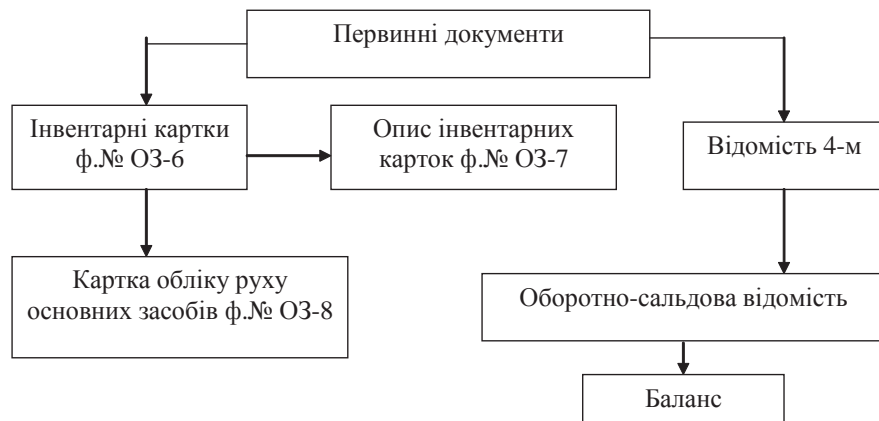 Первинні документи
Інвентарні картки
ф.№ ОЗ-6
Опис інвентарних
карток ф.№ ОЗ-7
Відомість 4-м
Картка обліку руху
основних засобів ф.№ ОЗ-8
Оборотно-сальдова відомість
Баланс